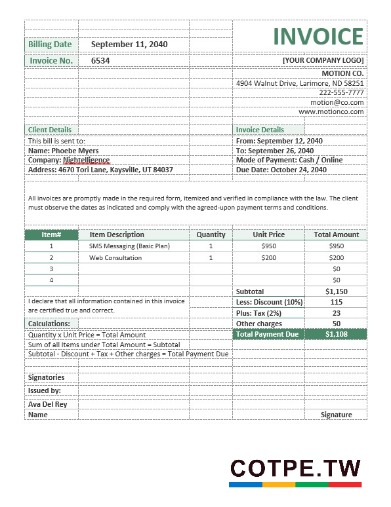 INVOICE
Billing Date September 11, 2040
Invoice No. 6534 [YOUR COMPANY LOGO]
MOTION CO.
4904 Walnut Drive, Larimore, ND 58251
222-555-7777
motion@co.com
www.motionco.com
Client Details Invoice Details
This bill is sent to: From: September 12, 2040
Name: Phoebe Myers To: September 26, 2040
Company: Nightelligence Mode of Payment: Cash / Online
Address: 4670 Tori Lane, Kaysville, UT 84037 Due Date: October 24, 2040
All invoices are promptly made in the required form, itemized and verified in compliance with the law. The client
must observe the dates as indicated and comply with the agreed-upon payment terms and conditions.
Item# Item Description Quantity Unit Price Total Amount
1 SMS Messaging (Basic Plan) 1 $950 $950
2 Web Consultation 1 $200 $200
3 $0
4 $0
Subtotal $1,150
I declare that all information contained in this invoice
are certified true and correct.
Less: Discount (10%) 115
Plus: Tax (2%) 23
Calculations: Other charges 50
Quantity x Unit Price = Total Amount Total Payment Due $1,108
Sum of all items under Total Amount = Subtotal
Subtotal - Discount + Tax + Other charges = Total Payment Due
Signatories
Issued by:
Ava Del Rey
Name Signature
COTPE.TW